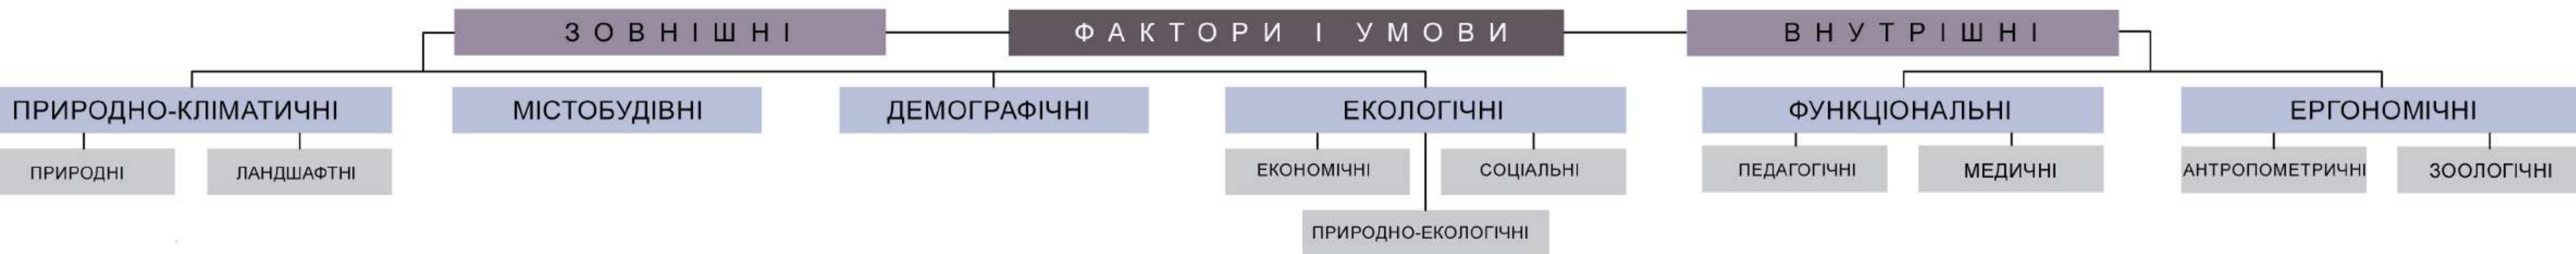 ЗОВНІШНІ
ФАКТОРИ І УМОВИ
ВНУТРІШНІ
ПРИРОДНО-КЛІМАТИЧНІ
МІСТОБУДІВНІ
ДЕМОГРАФІЧНІ
ЕКОЛОГІЧНІ
ФУНКЦІОНАЛЬНІ
ЕРГОНОМІЧНІ
ПРИРОДНІ
ЛАНДШАФТНІ
ЕКОНОМІЧНІ
СОЦІАЛЬНІ
ПЕДАГОГІЧНІ
МЕДИЧНІ
АНТРОПОМЕТРИЧНІ
ЗООЛОГІЧНІ
ПРИРОДНО-ЕКОЛОГІЧНІ